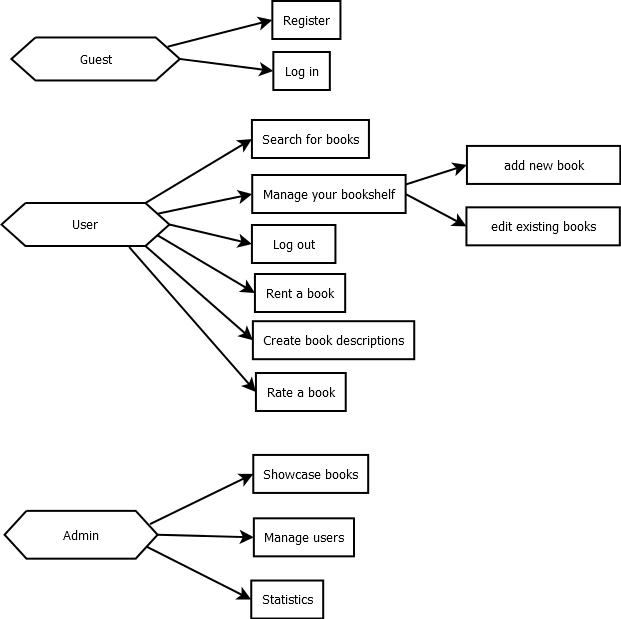 Register
Guest
Log in
Search for books
add new book
Manage your bookshelf
User
edit existing books
Log out
Rent a book
Create book descriptions
Rate a book
Showcase books
Admin
Manage users
Statistics